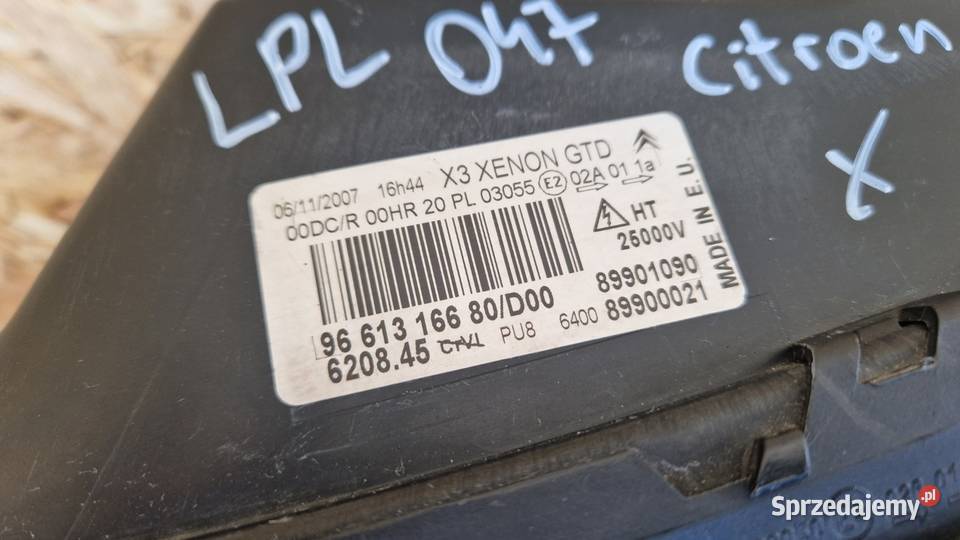 LPL 047 Citroen
X
06/11/2007 16h44 X3 XENON GTD
00DC/R 00HR 20 PL 03055 E2 02A 01 1a
HT
25000V
MADE IN E.U.
96 613 166 80/D00
89901090
6208.45 PU8 6400 89900021
Sprzedajemy.pl